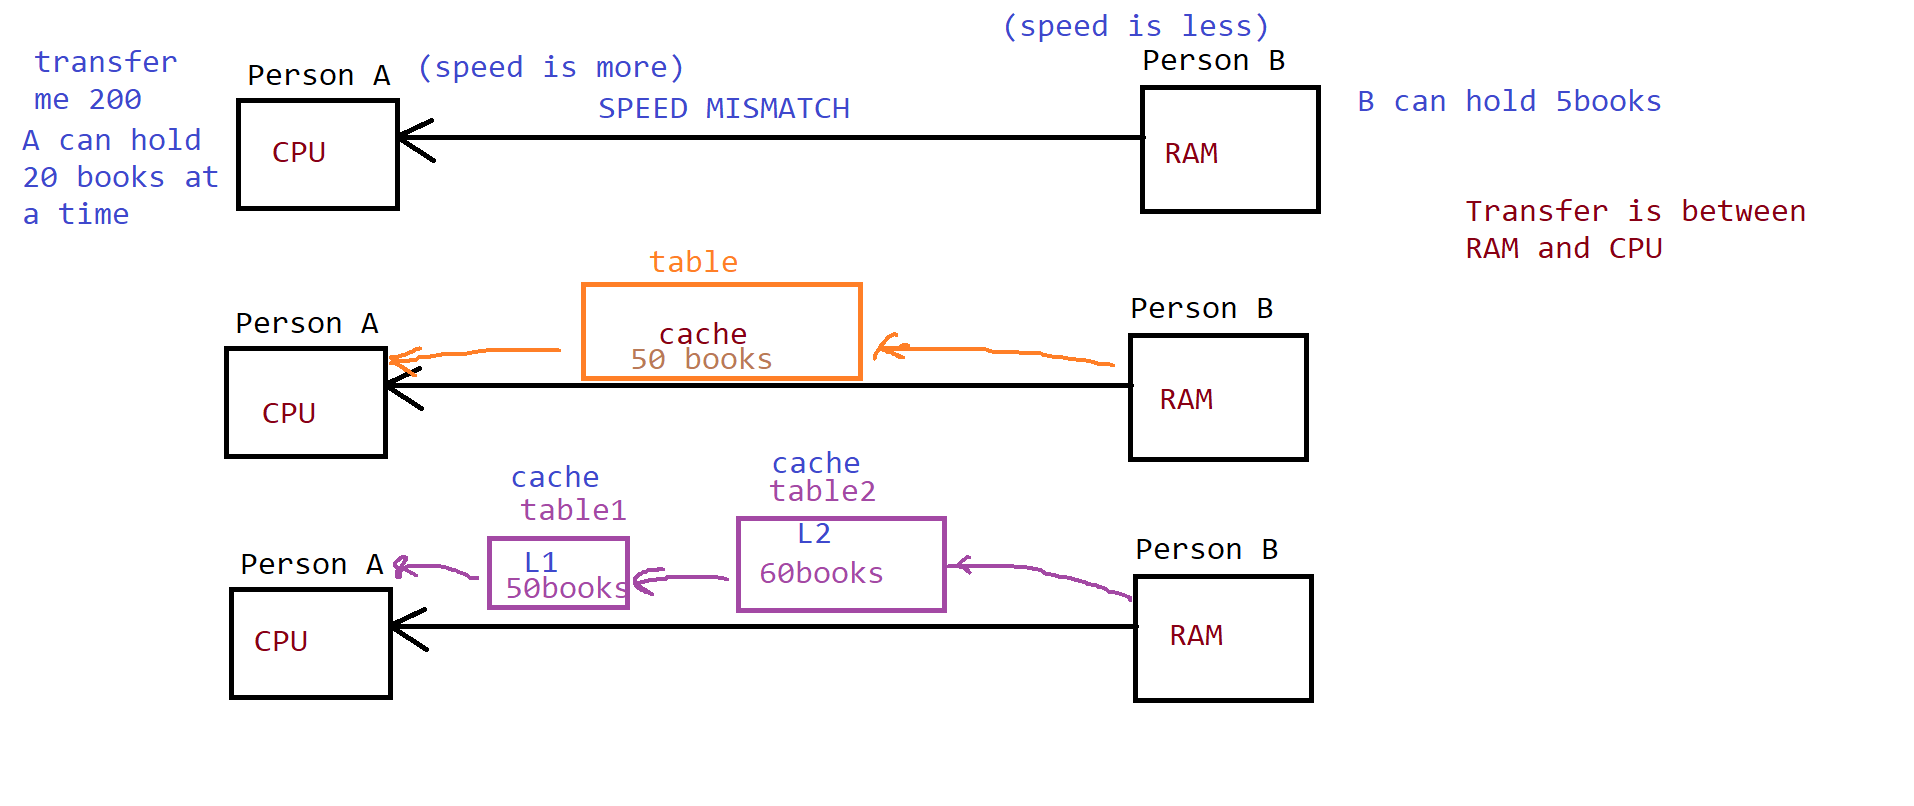 (speed is less)
transfer
me 200
Person A
(speed is more)
Person B
SPEED MISMATCH
B can hold 5books
A can hold
20 books at
a time
CPU
RAM
Transfer is between
RAM and CPU
table
Person A
cache
50 books
Person B
CPU
RAM
cache
table1
cache
table2
Person A
L1
50books
L2
60books
Person B
CPU
RAM